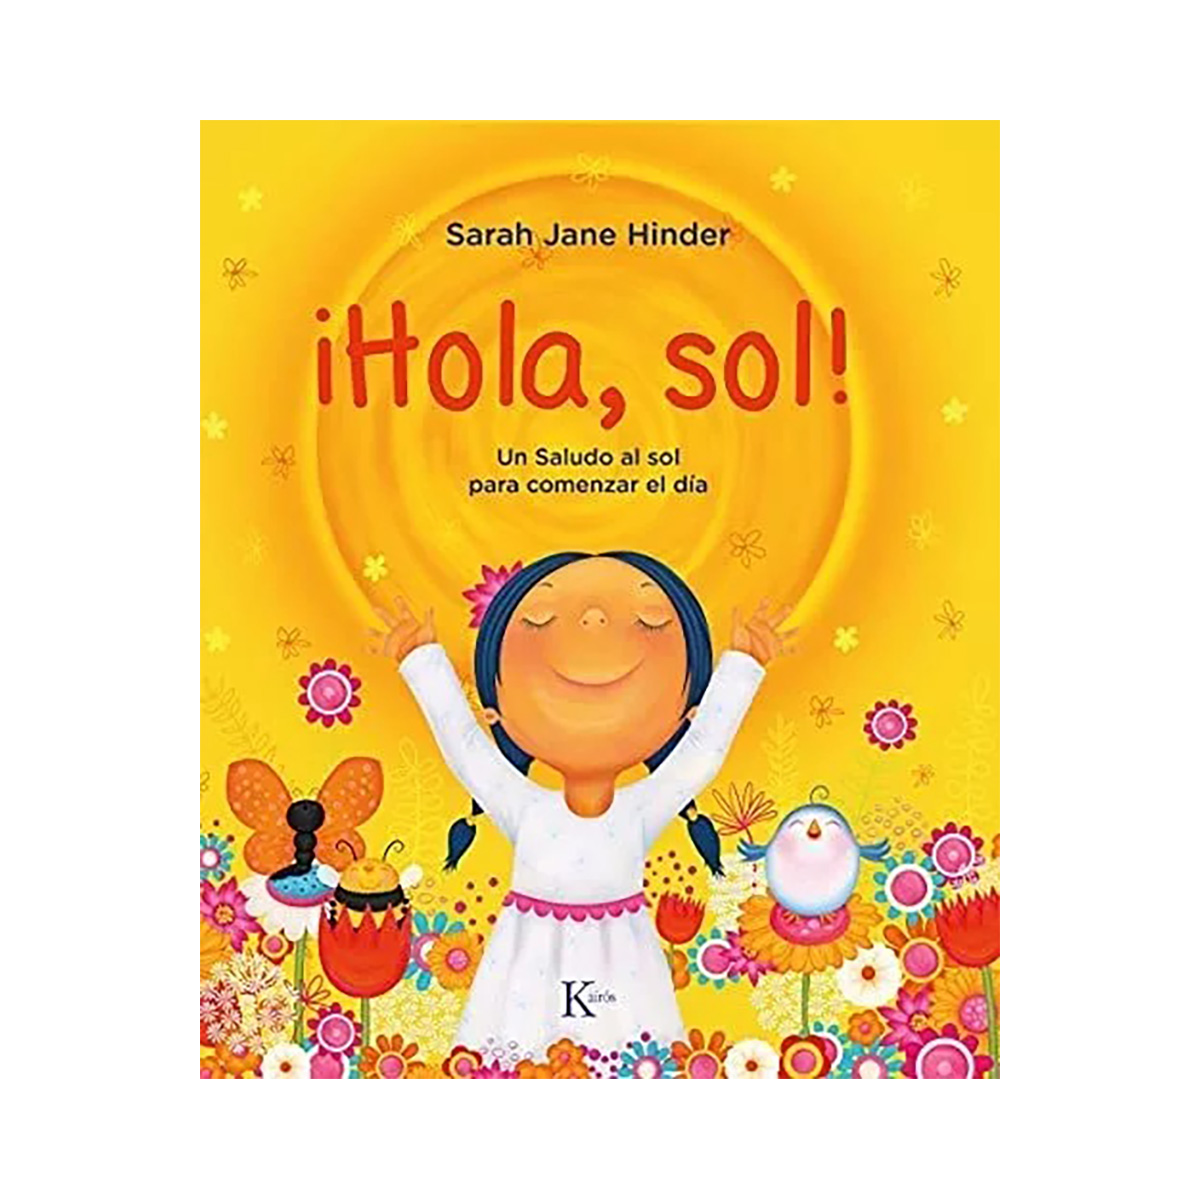 Sarah Jane Hinder
¡Hola, sol!
Un Saludo al sol
para comenzar el día
Kairós